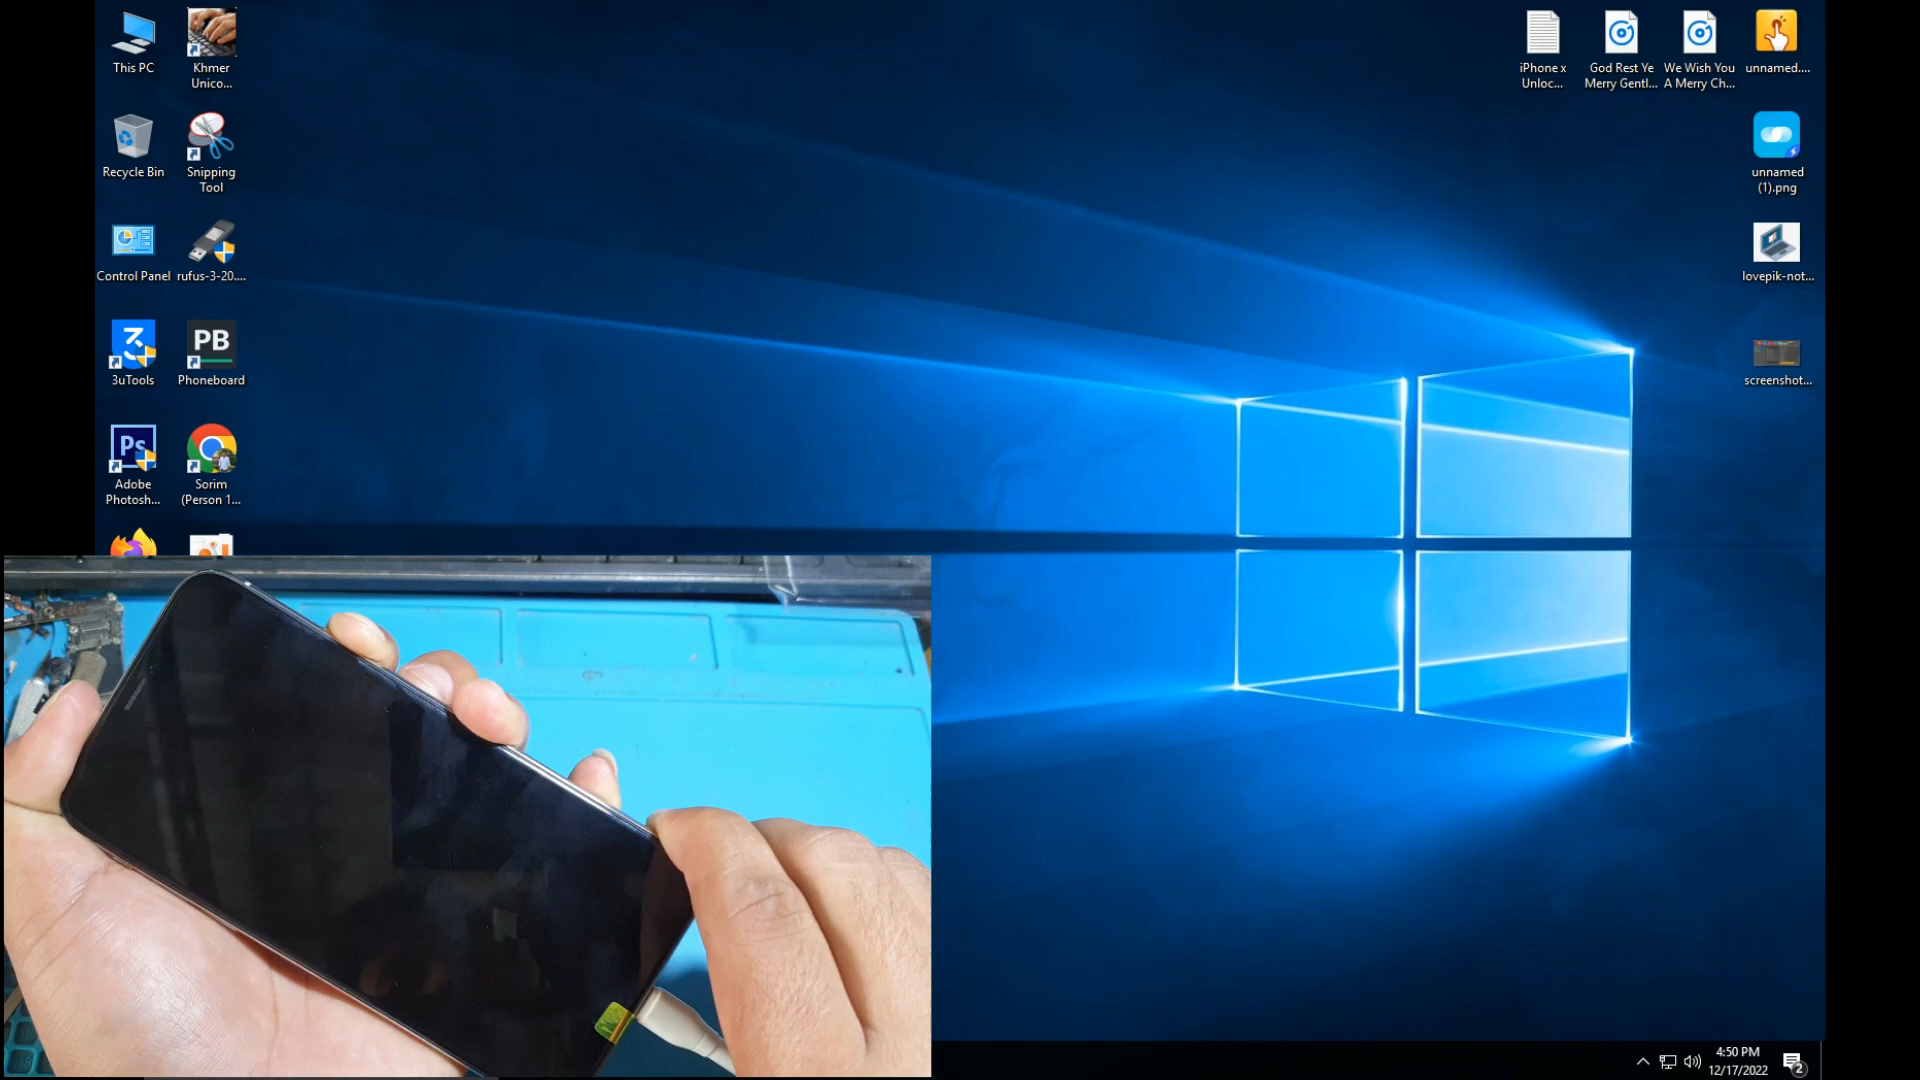 This PC
Khmer
Unico...
iPhone x
Unloc...
God Rest Ye
Merry Gentl...
We Wish You
A Merry Ch...
unnamed....
Recycle Bin
Snipping
Tool
unnamed
(1).png
Control Panel
rufus-3-20....
lovepik-not...
3uTools
PB
Phoneboard
screenshot...
Ps
Adobe
Photosh...
Sorim
(Person 1...
4:50 PM
12/17/2022
2